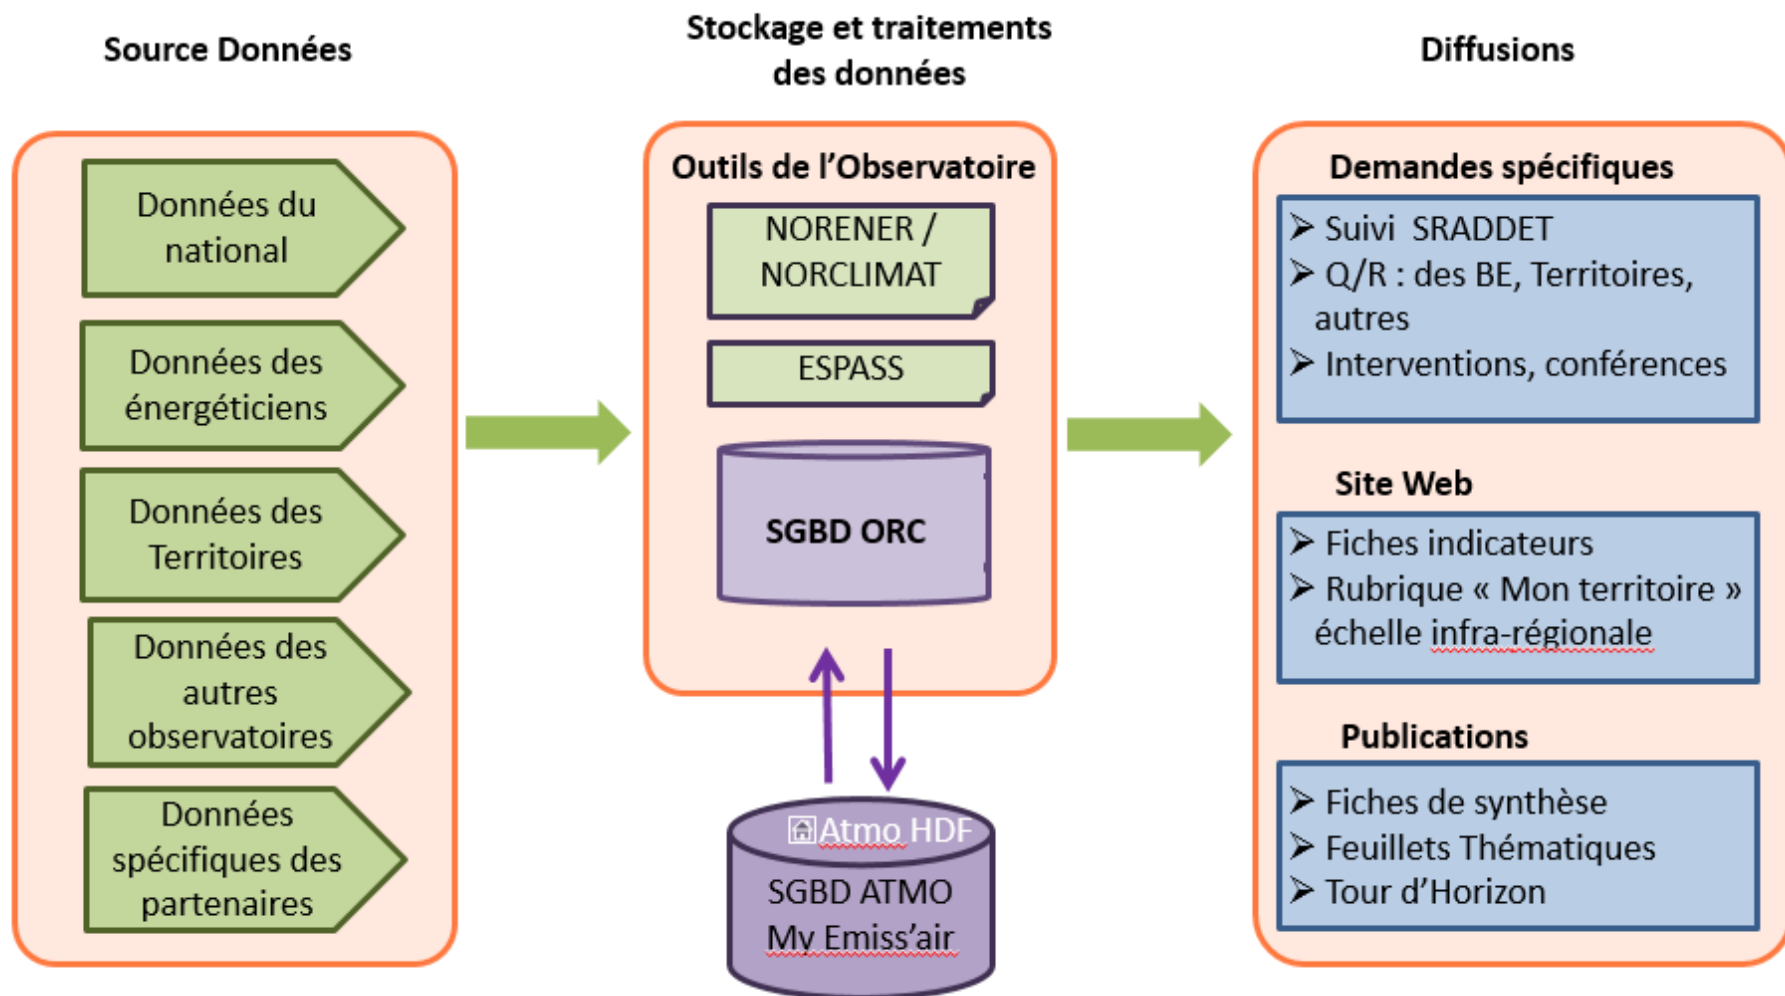 Source Données
Données du
national
Données des
énergéticiens
Données des
Territoires
Données des
autres
observatoires
Données
spécifiques des
partenaires
Stockage et traitements
des données
Outils de l’Observatoire
NORENER /
NORCLIMAT
ESPASS
SGBD ORC
Atmo HDF
SGBD ATMO
My Emiss’air
Diffusions
Demandes spécifiques
➤ Suivi SRADDET
➤ Q/R : des BE, Territoires,
autres
➤ Interventions, conférences
Site Web
➤ Fiches indicateurs
➤ Rubrique « Mon territoire »
échelle infra-régionale
Publications
➤ Fiches de synthèse
➤ Feuillets Thématiques
➤ Tour d’Horizon